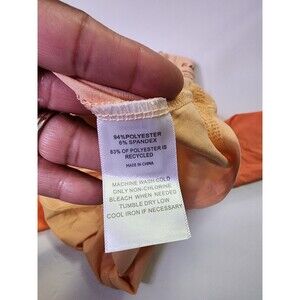 94%POLYESTER
6% SPANDEX
83% OF POLYESTER IS
RECYCLED
MADE IN CHINA
MACHINE WASH COLD
ONLY NON-CHLORINE
BLEACH WHEN NEEDED
TUMBLE DRY LOW
COOL IRON IF NECESSARY